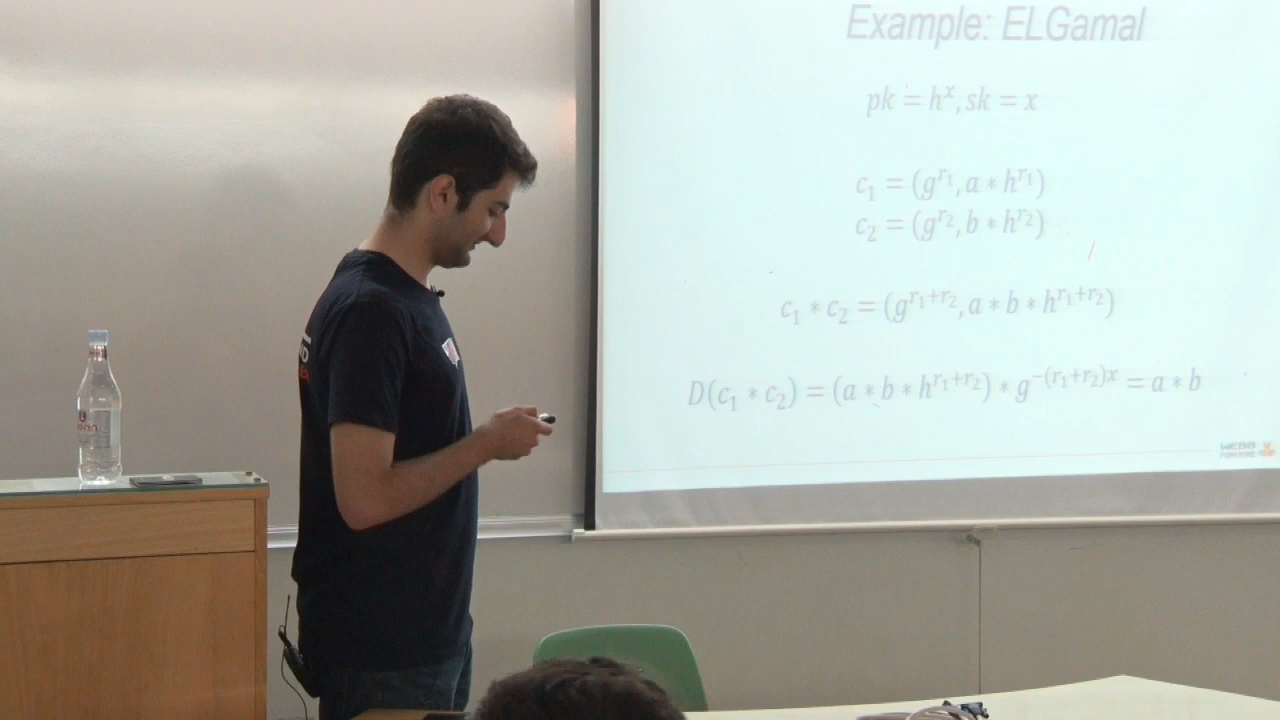 Example: ELGamal
pk = h^x, sk = x
c_1 = (g^{r_1}, a * h^{r_1})
c_2 = (g^{r_2}, b * h^{r_2})
c_1 * c_2 = (g^{r_1+r_2}, a * b * h^{r_1+r_2})
D(c_1 * c_2) = (a * b * h^{r_1+r_2}) * g^{-(r_1+r_2)x} = a * b